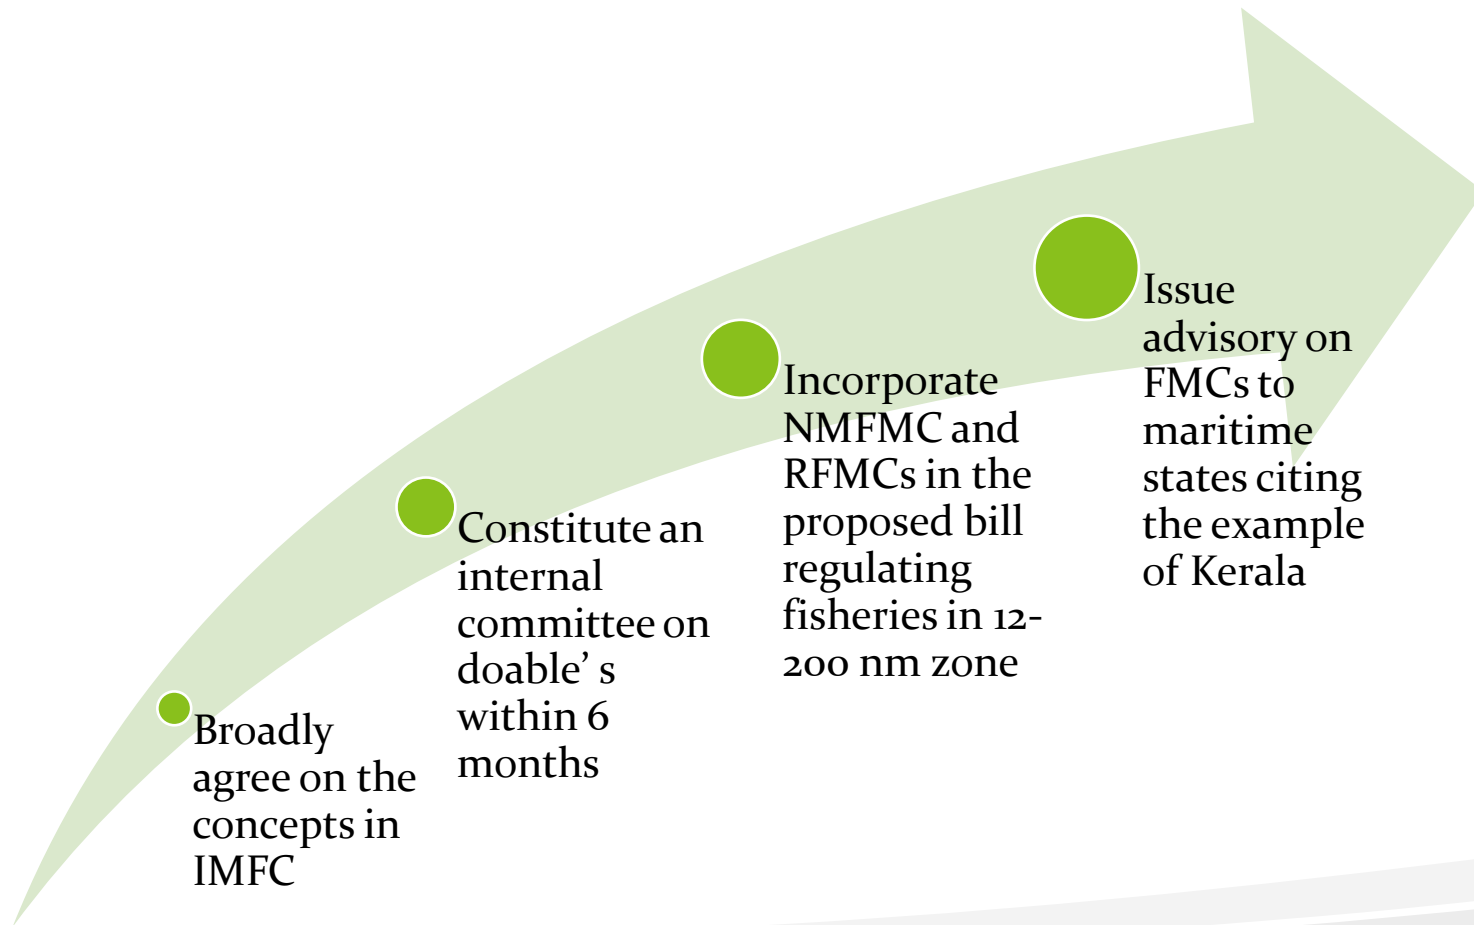 Broadly
agree on the
concepts in
IMFC
Constitute an
internal
committee on
doable’ s
within 6
months
Incorporate
NMFMC and
RFMCs in the
proposed bill
regulating
fisheries in 12-
200 nm zone
Issue
advisory on
FMCs to
maritime
states citing
the example
of Kerala